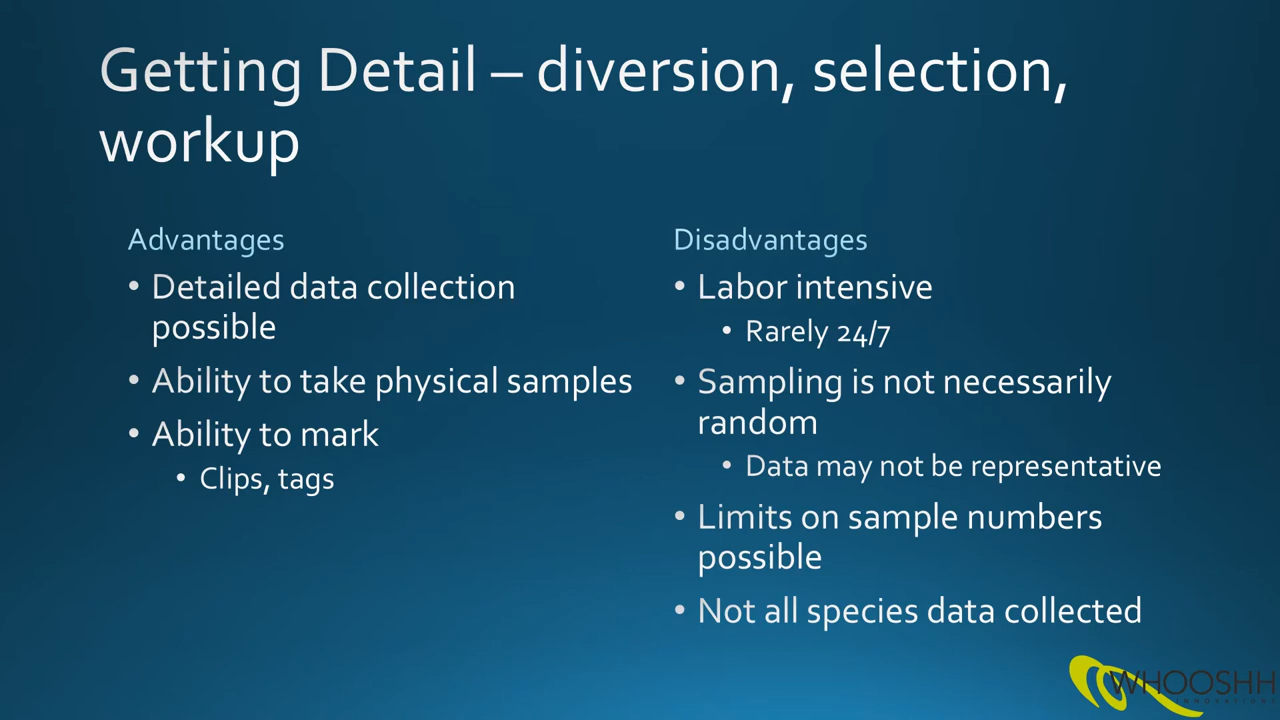 Getting Detail – diversion, selection,
workup
Advantages
• Detailed data collection
possible
• Ability to take physical samples
• Ability to mark
• Clips, tags
Disadvantages
• Labor intensive
• Rarely 24/7
• Sampling is not necessarily
random
• Data may not be representative
• Limits on sample numbers
possible
• Not all species data collected
WHOOSHH
INNOVATIONS